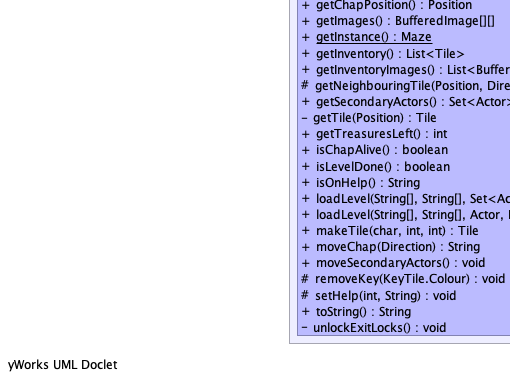 + getChapPosition() : Position
+ getImages() : BufferedImage[][]
+ getInstance() : Maze
+ getInventory() : List<Tile>
+ getInventoryImages() : List<Buffer
# getNeighbouringTile(Position, Dire
+ getSecondaryActors() : Set<Actor>
- getTile(Position) : Tile
+ getTreasuresLeft() : int
+ isChapAlive() : boolean
+ isLevelDone() : boolean
+ isOnHelp() : String
+ loadLevel(String[], String[], Set<Ac
+ loadLevel(String[], String[], Actor,
+ makeTile(char, int, int) : Tile
+ moveChap(Direction) : String
+ moveSecondaryActors() : void
# removeKey(KeyTile.Colour) : void
# setHelp(int, String) : void
+ toString() : String
- unlockExitLocks() : void
yWorks UML Doclet